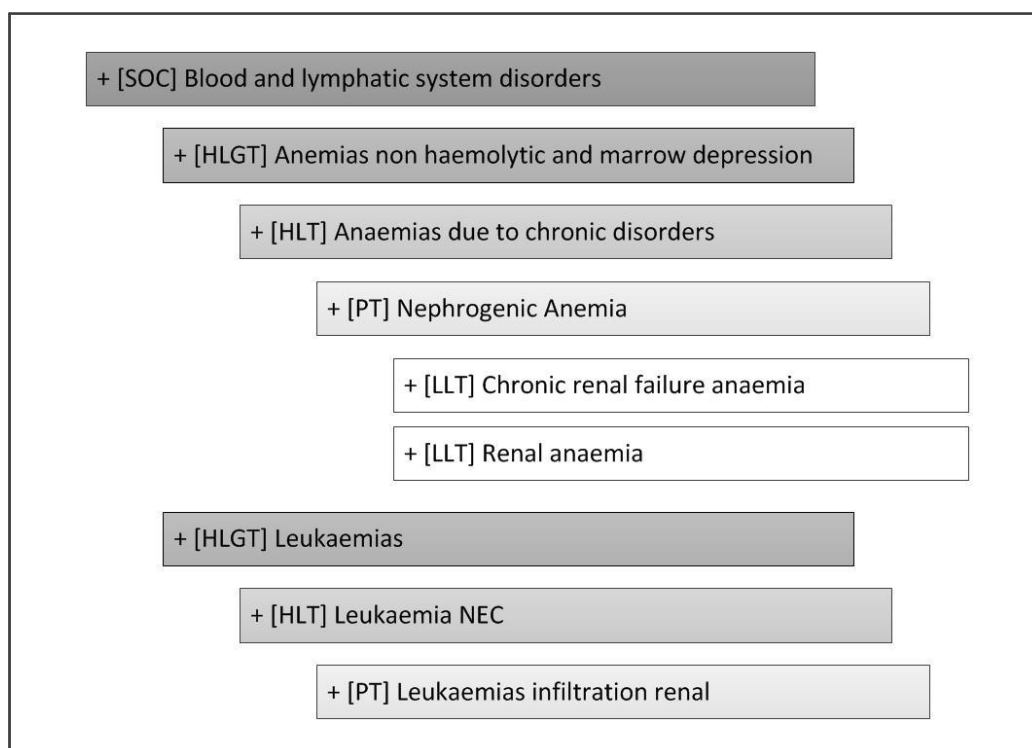 + [SOC] Blood and lymphatic system disorders
+ [HLGT] Anemias non haemolytic and marrow depression
+ [HLT] Anaemias due to chronic disorders
+ [PT] Nephrogenic Anemia
+ [LLT] Chronic renal failure anaemia
+ [LLT] Renal anaemia
+ [HLGT] Leukaemias
+ [HLT] Leukaemia NEC
+ [PT] Leukaemias infiltration renal